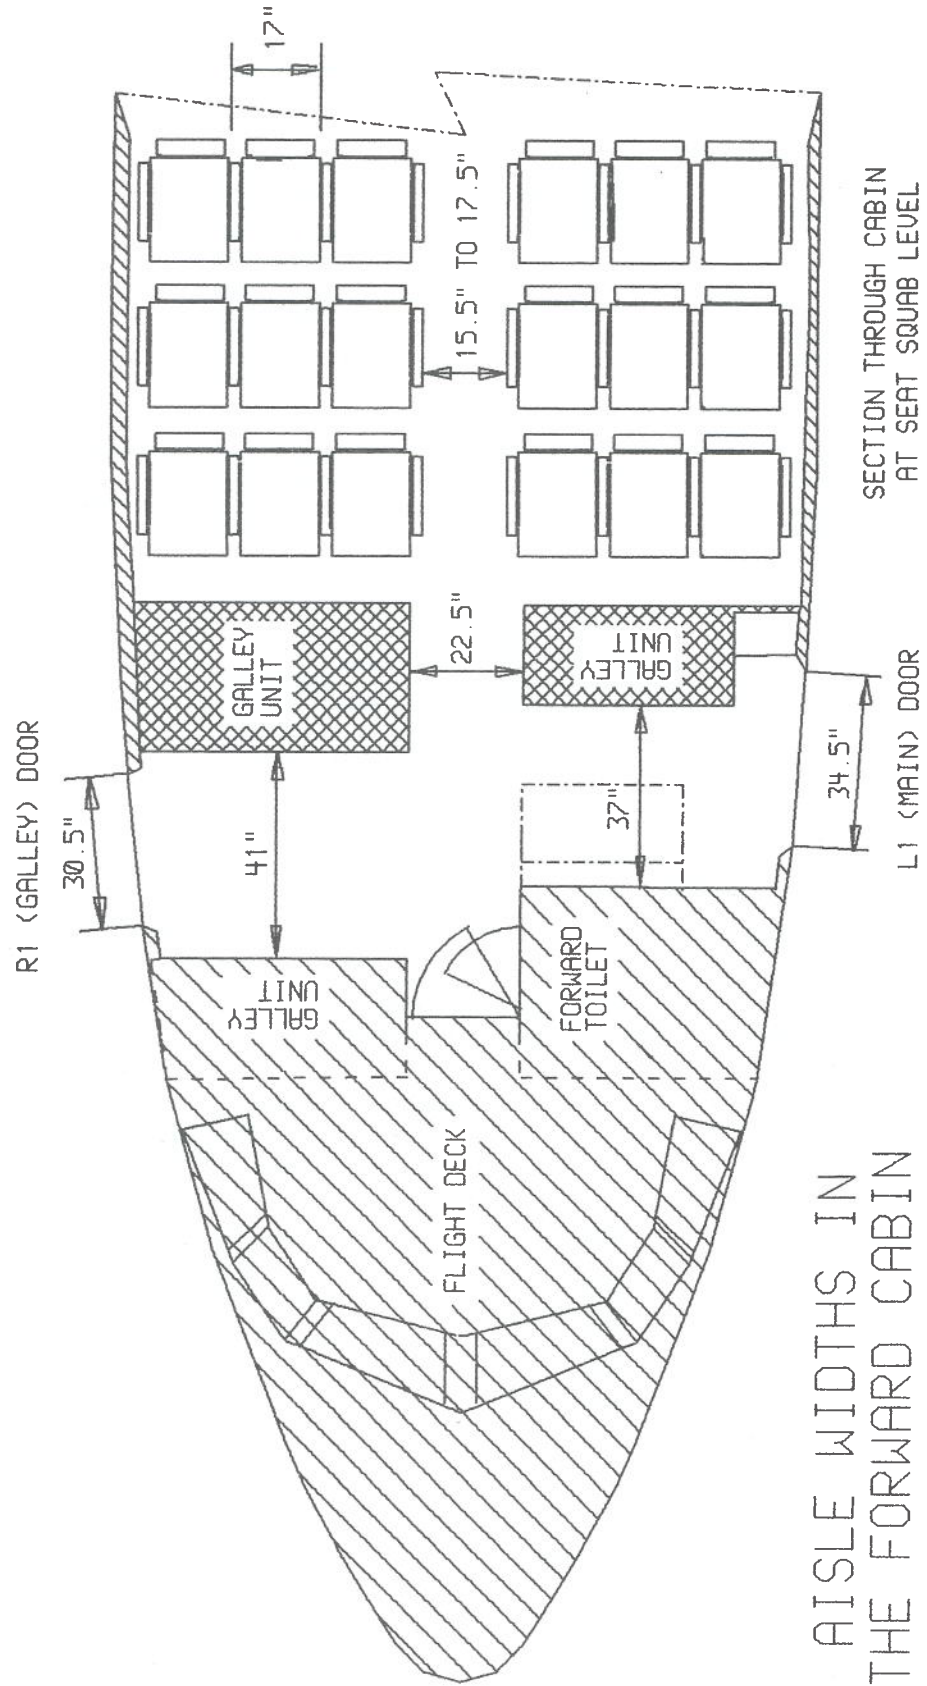 R1 (GALLEY) DOOR
30.5"
41"
GALLEY
UNIT
GALLEY
UNIT
17"
22.5"
15.5" TO 17.5"
FLIGHT DECK
FORWARD
TOILET
37"
GALLEY
UNIT
34.5"
L1 (MAIN) DOOR
SECTION THROUGH CABIN
AT SEAT SQUAB LEVEL
AISLE WIDTHS IN
THE FORWARD CABIN